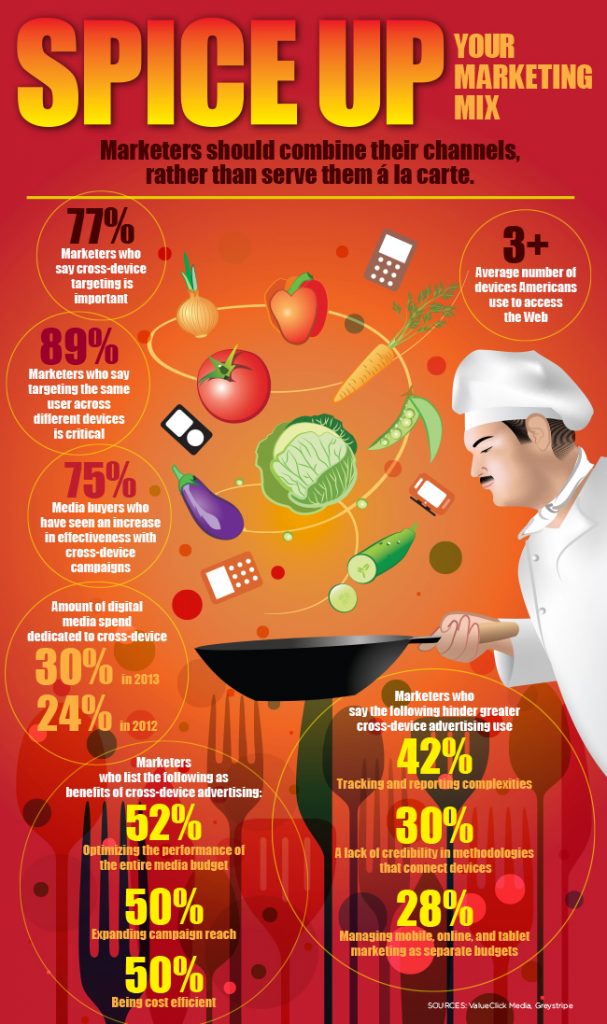 SPICE UP
YOUR
MARKETING
MIX
Marketers should combine their channels,
rather than serve them á la carte.
77%
Marketers who
say cross-device
targeting is
important
3+
Average number of
devices Americans
use to access
the Web
89%
Marketers who say
targeting the same
user across
different devices
is critical
75%
Media buyers who
have seen an increase
in effectiveness with
cross-device
campaigns
Amount of digital
media spend
dedicated to cross-device
30% in 2013
24% in 2012
Marketers
who list the following as
benefits of cross-device advertising:
52%
Optimizing the performance of
the entire media budget
50%
Expanding campaign reach
50%
Being cost efficient
Marketers who
say the following hinder greater
cross-device advertising use
42%
Tracking and reporting complexities
30%
A lack of credibility in methodologies
that connect devices
28%
Managing mobile, online, and tablet
marketing as separate budgets
SOURCES: ValueClick Media, Greystripe